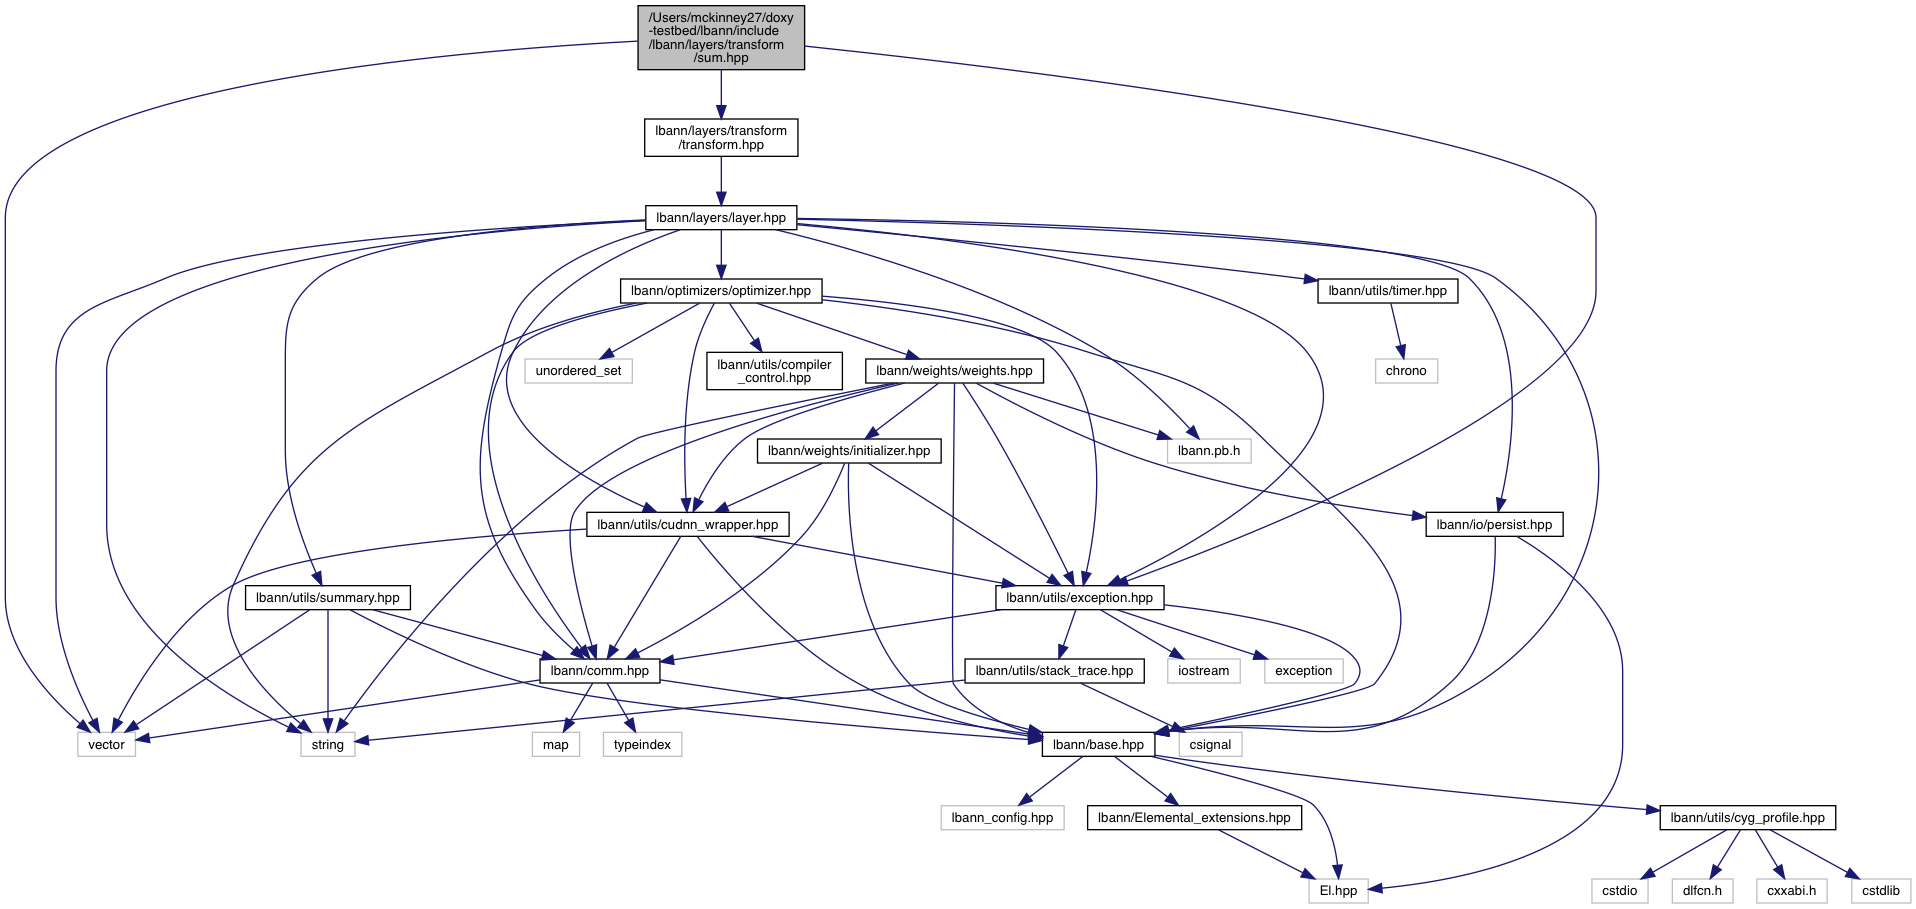 /Users/mckinney27/doxy
-testbed/lbann/include
/lbann/layers/transform
/sum.hpp
lbann/layers/transform
/transform.hpp
lbann/layers/layer.hpp
lbann/optimizers/optimizer.hpp
lbann/utils/timer.hpp
unordered_set
lbann/utils/compiler
_control.hpp
lbann/weights/weights.hpp
chrono
lbann/weights/initializer.hpp
lbann.pb.h
lbann/utils/cudnn_wrapper.hpp
lbann/io/persist.hpp
lbann/utils/summary.hpp
lbann/utils/exception.hpp
lbann/comm.hpp
lbann/utils/stack_trace.hpp
iostream
exception
vector
string
map
typeindex
lbann/base.hpp
csignal
lbann_config.hpp
lbann/Elemental_extensions.hpp
lbann/utils/cyg_profile.hpp
El.hpp
cstdio
dlfcn.h
cxxabi.h
cstdlib